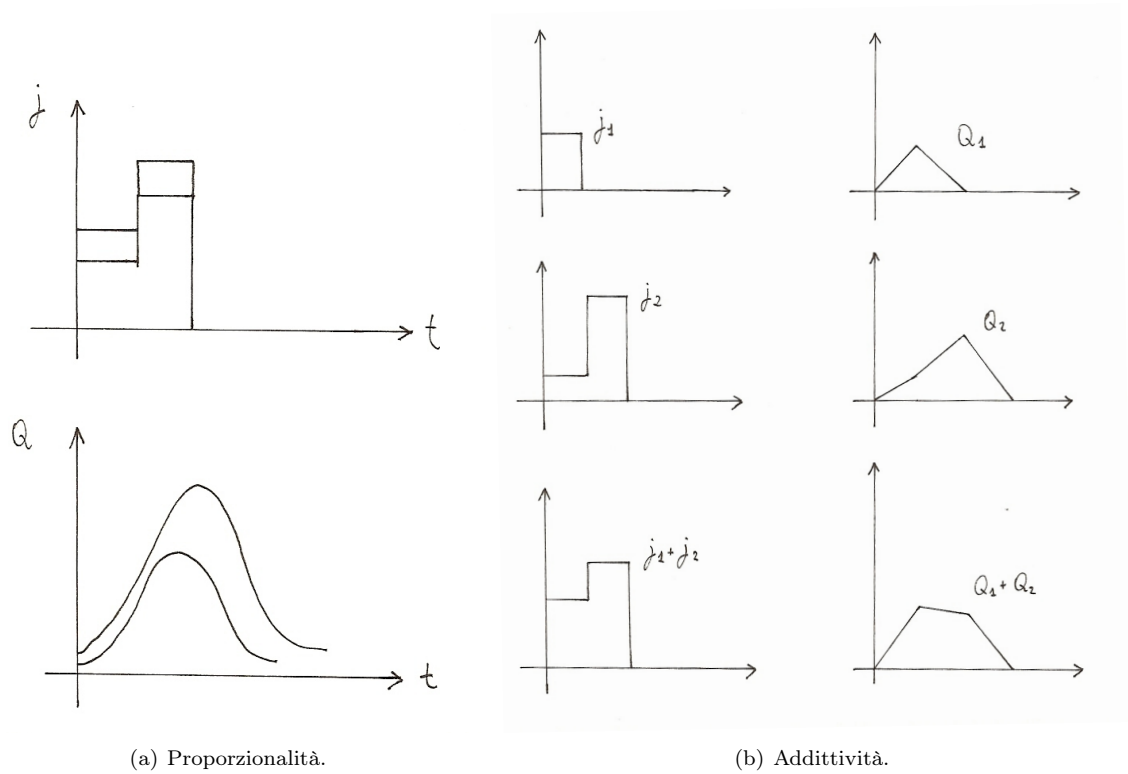 j
t
Q
t
(a) Proporzionalità.
j1
Q1
j2
Q2
j1+j2
Q1+Q2
(b) Addittività.